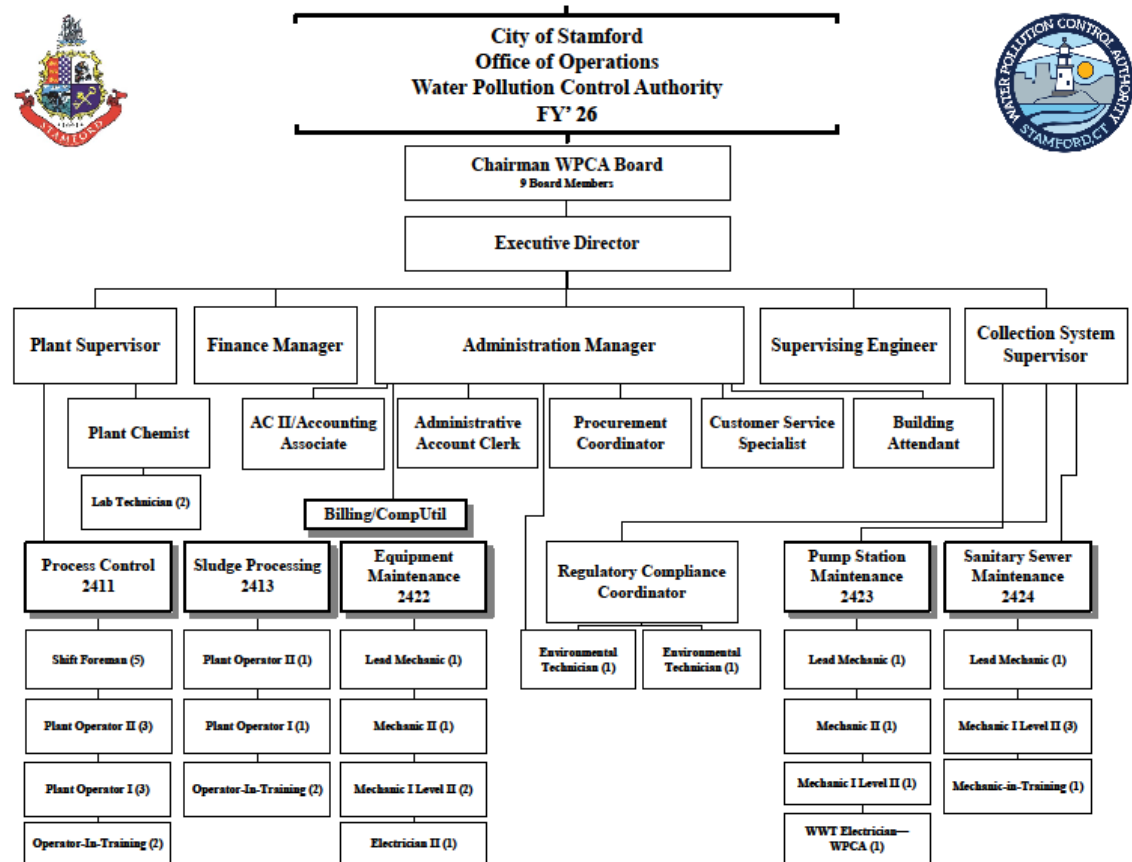 City of Stamford
Office of Operations
Water Pollution Control Authority
FY’ 26
STAMFORD
WATER POLLUTION CONTROL AUTHORITY
STAMFORD, CT
Chairman WPCA Board
9 Board Members
Executive Director
Plant Supervisor
Finance Manager
Administration Manager
Supervising Engineer
Collection System
Supervisor
Plant Chemist
AC II/Accounting
Associate
Administrative
Account Clerk
Procurement
Coordinator
Customer Service
Specialist
Building
Attendant
Lab Technician (2)
Billing/CompUtil
Process Control
2411
Sludge Processing
2413
Equipment
Maintenance
2422
Regulatory Compliance
Coordinator
Pump Station
Maintenance
2423
Sanitary Sewer
Maintenance
2424
Shift Foreman (5)
Plant Operator II (1)
Lead Mechanic (1)
Environmental
Technician (1)
Environmental
Technician (1)
Lead Mechanic (1)
Lead Mechanic (1)
Plant Operator II (3)
Plant Operator I (1)
Mechanic II (1)
Mechanic II (1)
Mechanic I Level II (3)
Plant Operator I (3)
Operator-In-Training (2)
Mechanic I Level II (2)
Mechanic I Level II (1)
Mechanic-in-Training (1)
Operator-In-Training (2)
Electrician II (1)
WWT Electrician—
WPCA (1)